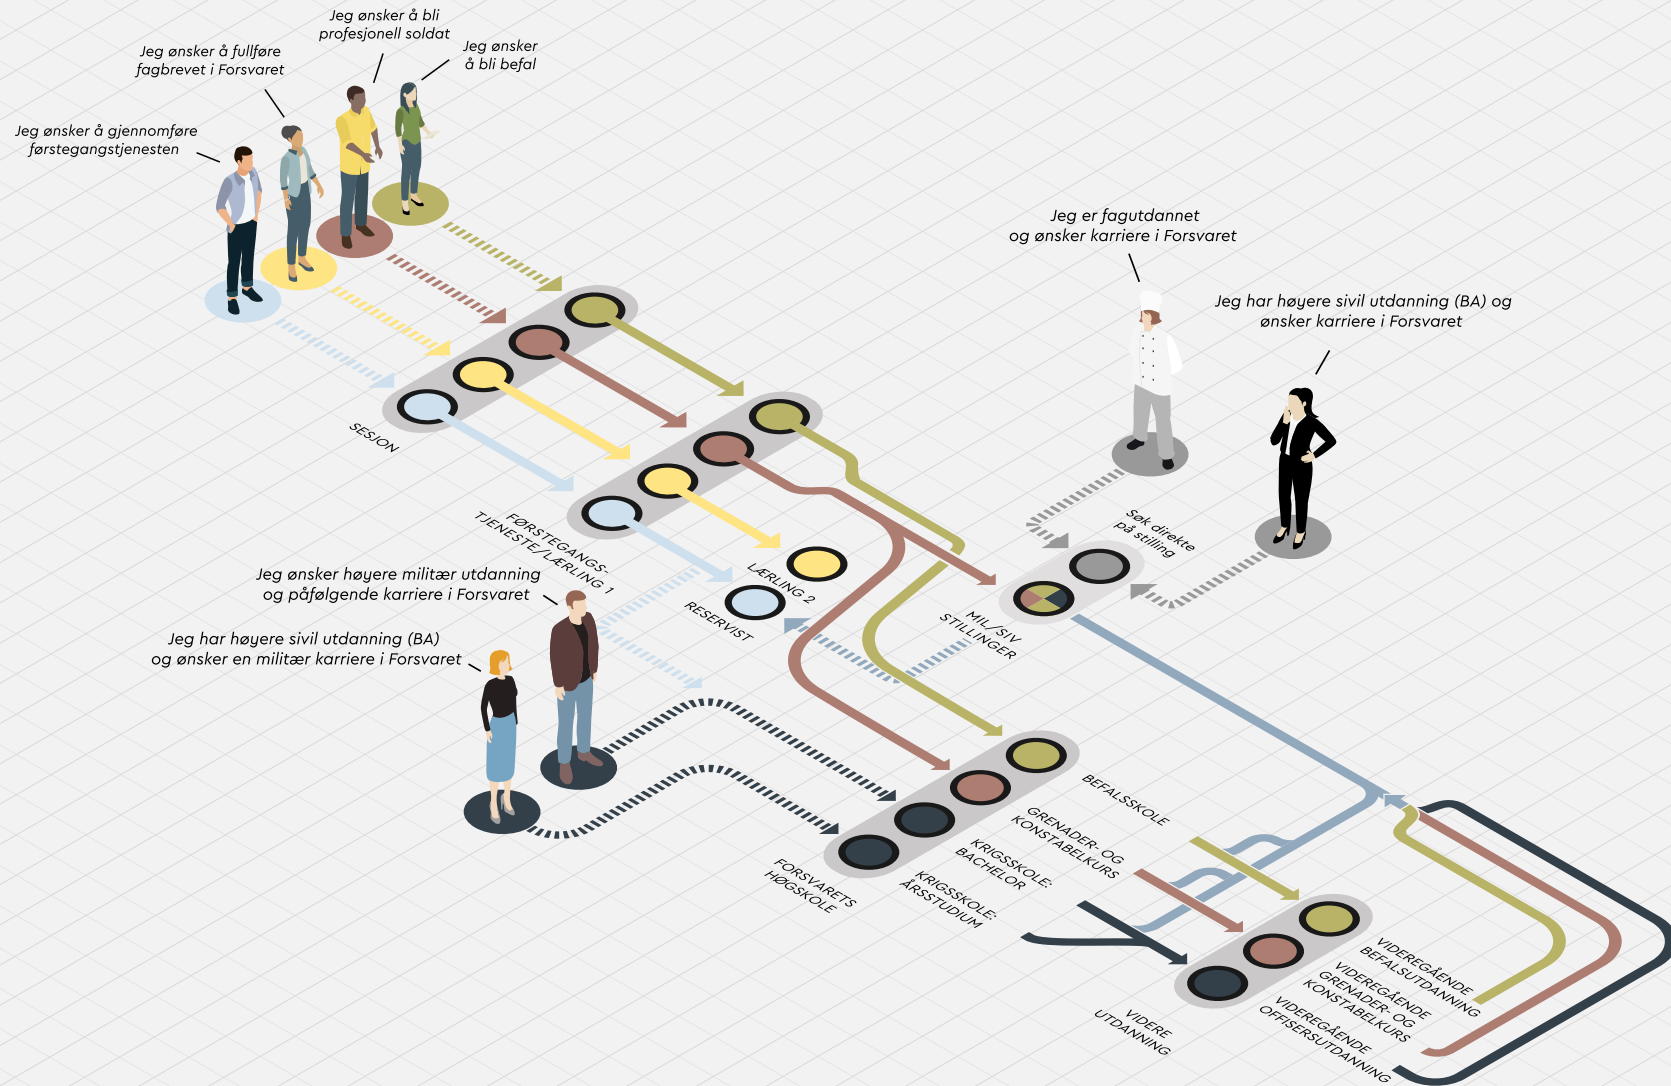 Jeg ønsker å bli
profesjonell soldat
Jeg ønsker
å bli befal
Jeg ønsker å fullføre
fagbrevet i Forsvaret
Jeg ønsker å gjennomføre
førstegangstjenesten
Jeg er fagutdannet
og ønsker karriere i Forsvaret
Jeg har høyere sivil utdanning (BA) og
ønsker karriere i Forsvaret
SESJON
FØRSTEGANGS-
TJENESTE/LÆRLING 1
Søk direkte
på stilling
LÆRLING 2
RESERVIST
MIL/SIV
STILLINGER
Jeg ønsker høyere militær utdanning
og påfølgende karriere i Forsvaret
Jeg har høyere sivil utdanning (BA)
og ønsker en militær karriere i Forsvaret
BEFALSSKOLE
GRENADER- OG
KONSTABELKURS
KRIGSSKOLE:
BACHELOR
KRIGSSKOLE:
ÅRSSTUDIUM
FORSVARETS
HØGSKOLE
VIDEREGÅENDE
BEFALSUTDANNING
VIDEREGÅENDE
GRENADER- OG
KONSTABELKURS
VIDEREGÅENDE
OFFISERSUTDANNING
VIDERE
UTDANNING